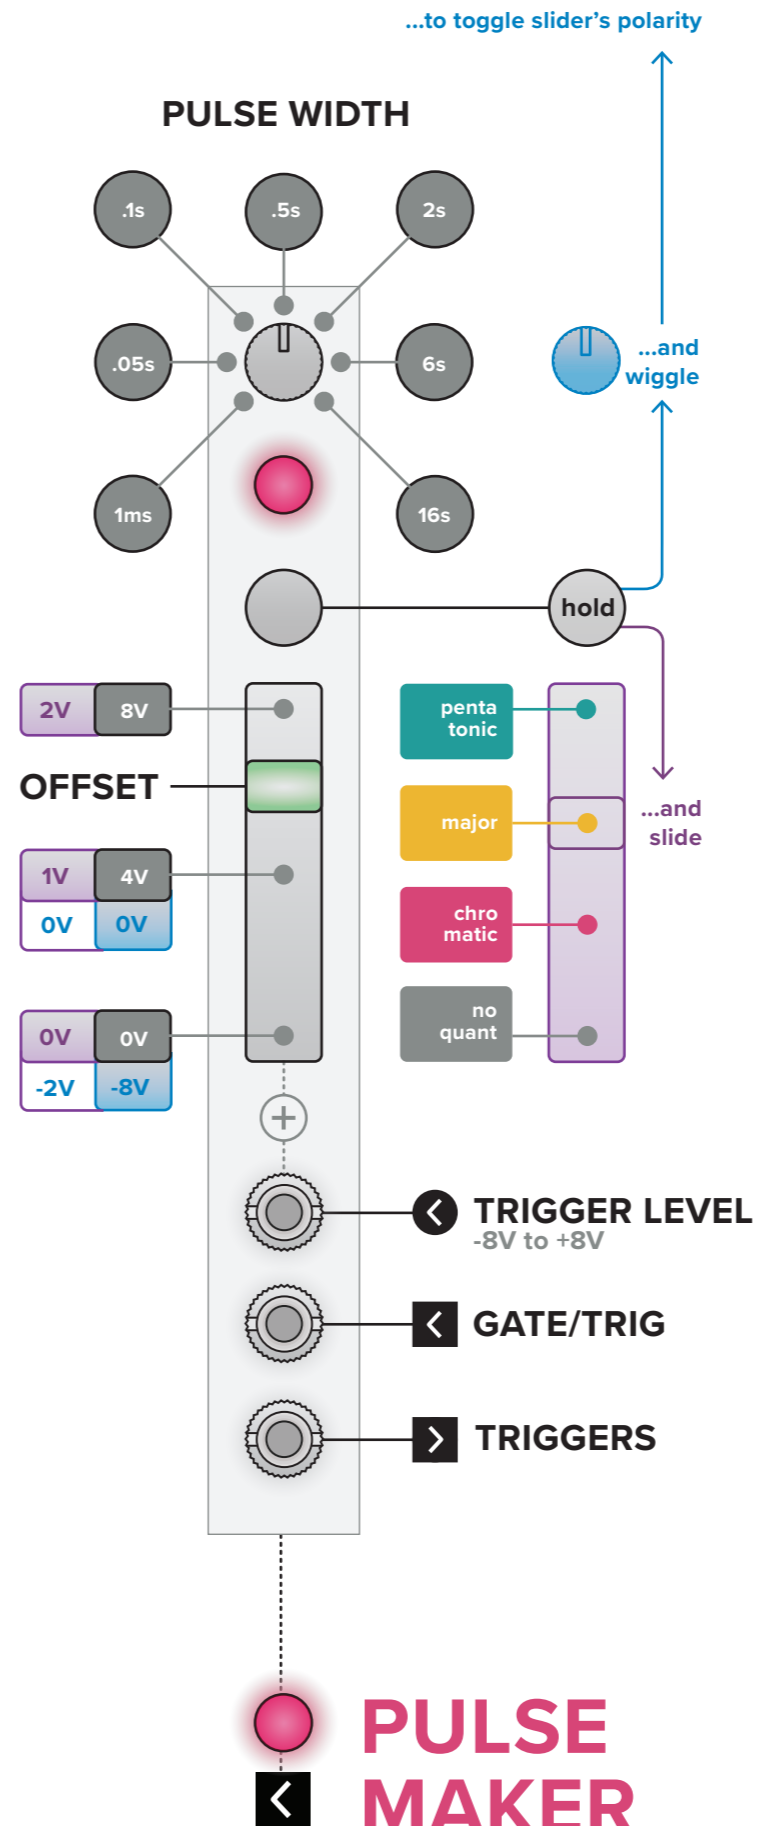 ...to toggle slider's polarity
PULSE WIDTH
.1s
.5s
2s
.05s
6s
...and
wiggle
1ms
16s
hold
2V
8V
penta
tonic
OFFSET
major
...and
slide
1V
4V
0V
0V
chro
matic
0V
0V
no
quant
-2V
-8V
TRIGGER LEVEL
-8V to +8V
GATE/TRIG
TRIGGERS
PULSE
MAKER